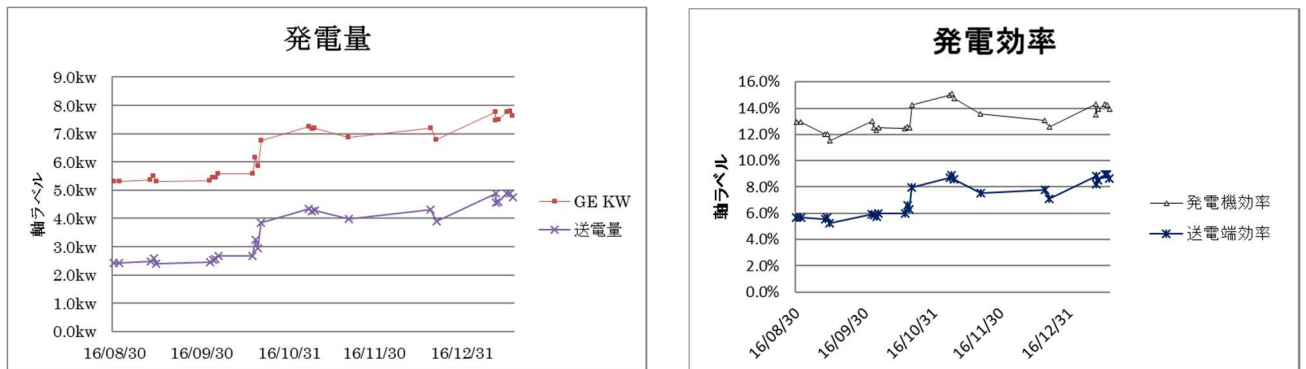 発電量
9.0kw
8.0kw
7.0kw
6.0kw
5.0kw
4.0kw
3.0kw
2.0kw
1.0kw
0.0kw
軸ラベル
16/08/30 16/09/30 16/10/31 16/11/30 16/12/31
GE KW
送電量
発電効率
16.0%
14.0%
12.0%
10.0%
8.0%
6.0%
4.0%
2.0%
0.0%
軸ラベル
16/08/30 16/09/30 16/10/31 16/11/30 16/12/31
発電機効率
送電端効率